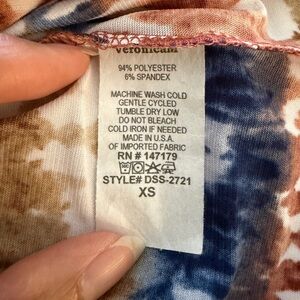 veronicaM
94% POLYESTER
6% SPANDEX
MACHINE WASH COLD
GENTLE CYCLED
TUMBLE DRY LOW
DO NOT BLEACH
COLD IRON IF NEEDED
MADE IN U.S.A.
OF IMPORTED FABRIC
RN # 147179
STYLE# DSS-2721
XS